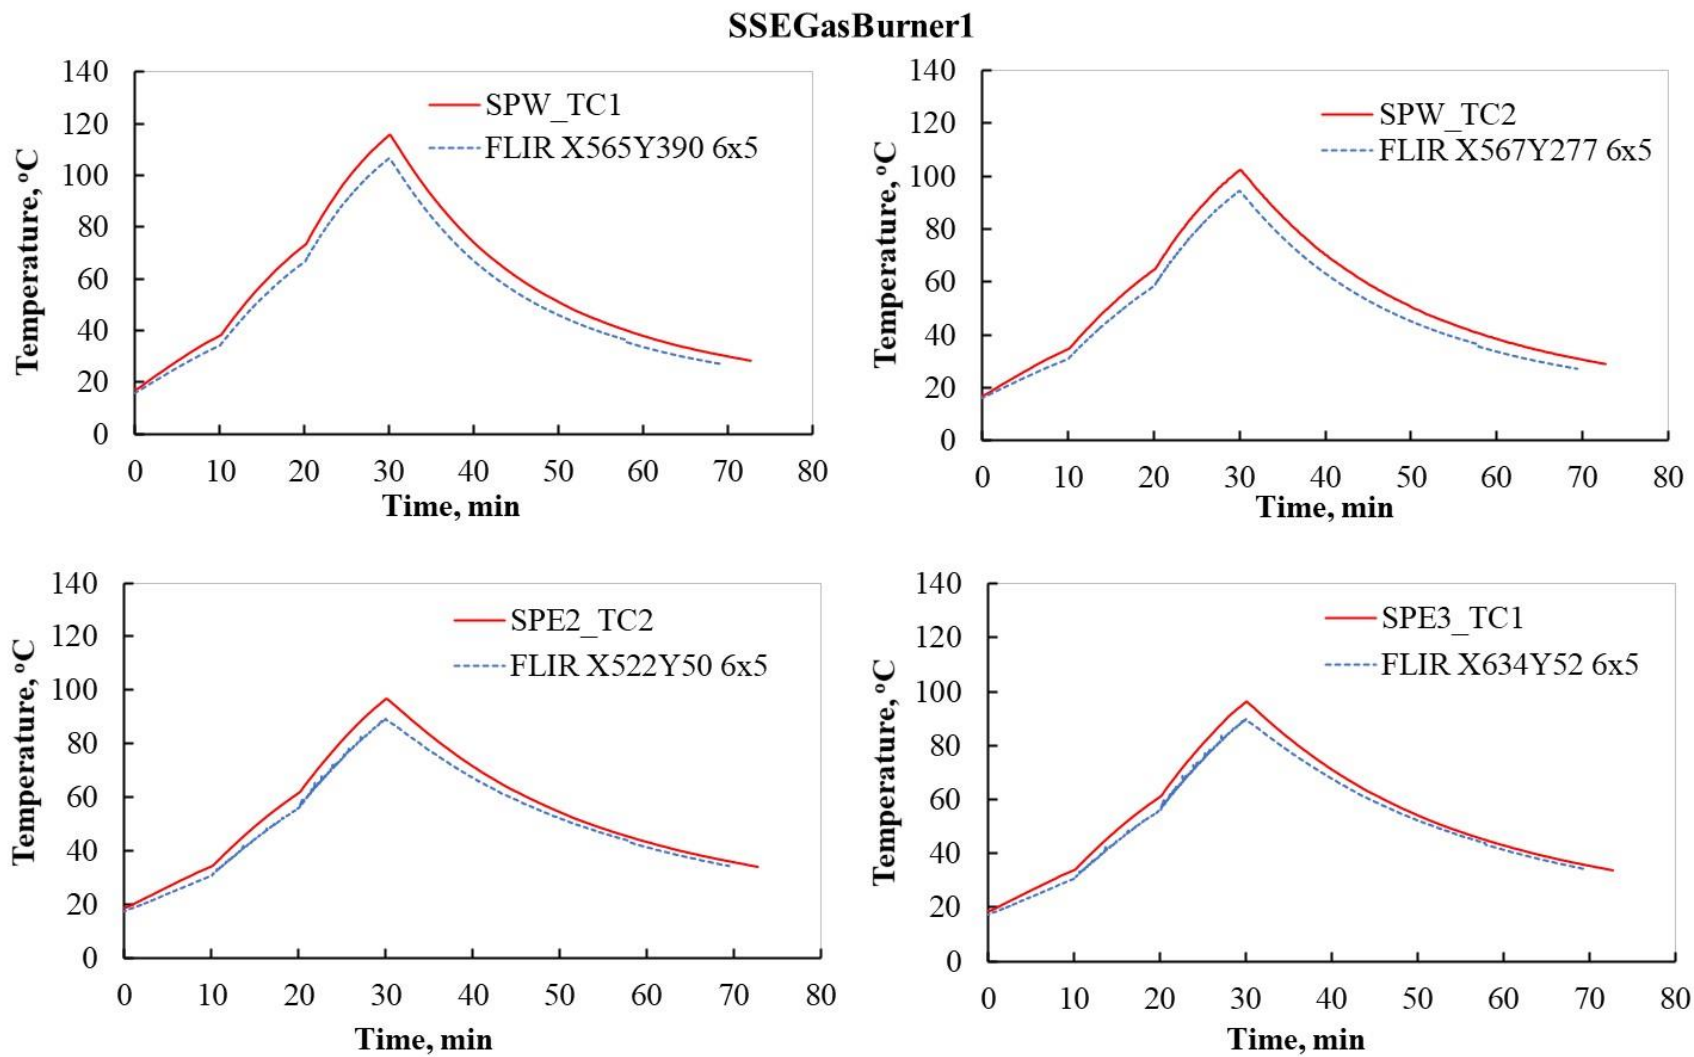 SSEGasBurner1
140
120
100
80
60
40
20
0
Temperature, °C
SPW_TC1
FLIR X565Y390 6x5
0 10 20 30 40 50 60 70 80
Time, min
140
120
100
80
60
40
20
0
Temperature, °C
SPW_TC2
FLIR X567Y277 6x5
0 10 20 30 40 50 60 70 80
Time, min
140
120
100
80
60
40
20
0
Temperature, °C
SPE2_TC2
FLIR X522Y50 6x5
0 10 20 30 40 50 60 70 80
Time, min
140
120
100
80
60
40
20
0
Temperature, °C
SPE3_TC1
FLIR X634Y52 6x5
0 10 20 30 40 50 60 70 80
Time, min